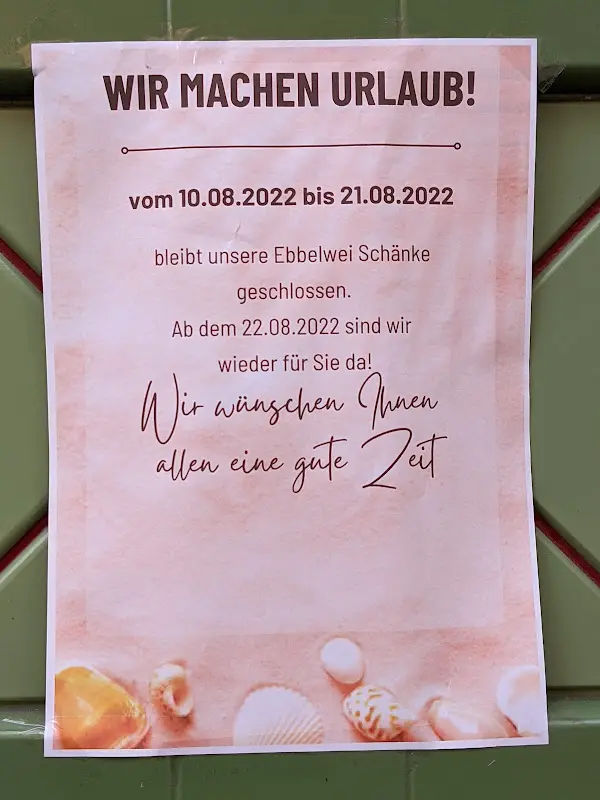 WIR MACHEN URLAUB!
vom 10.08.2022 bis 21.08.2022
bleibt unsere Ebbelwei Schänke
geschlossen.
Ab dem 22.08.2022 sind wir
wieder für Sie da!
Wir wünschen Ihnen
allen eine gute Zeit